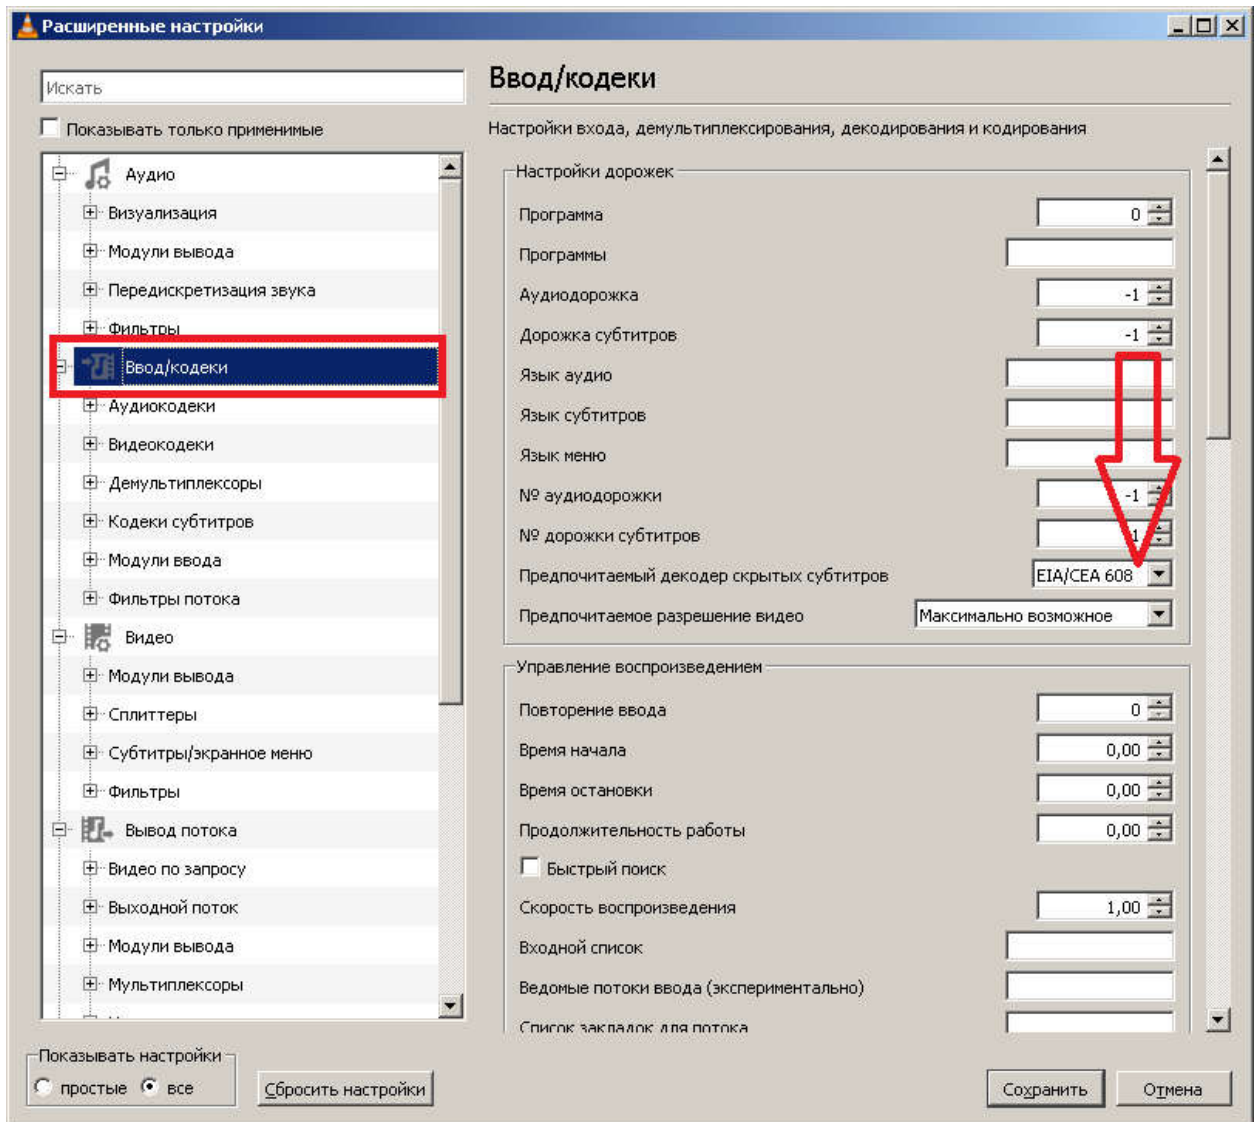 Расширенные настройки
Искать
Показывать только применимые
Аудио
Визуализация
Модули вывода
Передискретизация звука
Фильтры
Ввод/кодеки
Аудиокодеки
Видеокодеки
Демультиплексоры
Кодеки субтитров
Модули ввода
Фильтры потока
Видео
Модули вывода
Сплиттеры
Субтитры/экранное меню
Фильтры
Вывод потока
Видео по запросу
Выходной поток
Модули вывода
Мультиплексоры
Ввод/кодеки
Настройки входа, демультиплексирования, декодирования и кодирования
Настройки дорожек
Программа 0
Программы
Аудиодорожка -1
Дорожка субтитров -1
Язык аудио
Язык субтитров
Язык меню
№ аудиодорожки -1
№ дорожки субтитров 1
Предпочитаемый декодер скрытых субтитров EIA/CEA 608
Предпочитаемое разрешение видео Максимально возможное
Управление воспроизведением
Повторение ввода 0
Время начала 0,00
Время остановки 0,00
Продолжительность работы 0,00
Быстрый поиск
Скорость воспроизведения 1,00
Входной список
Ведомые потоки ввода (экспериментально)
Список закладок для потока
Показывать настройки
простые все
Сбросить настройки
Сохранить
Отмена